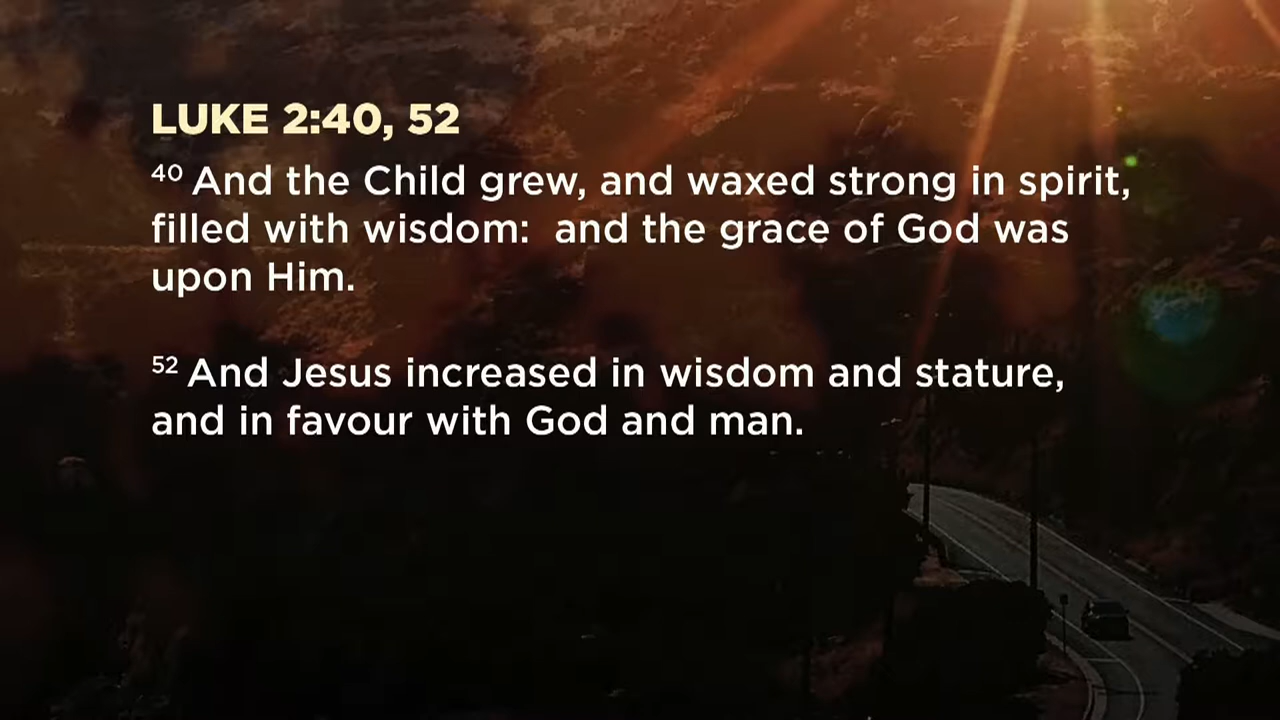 LUKE 2:40, 52
⁴⁰ And the Child grew, and waxed strong in spirit,
filled with wisdom:  and the grace of God was
upon Him.
⁵² And Jesus increased in wisdom and stature,
and in favour with God and man.